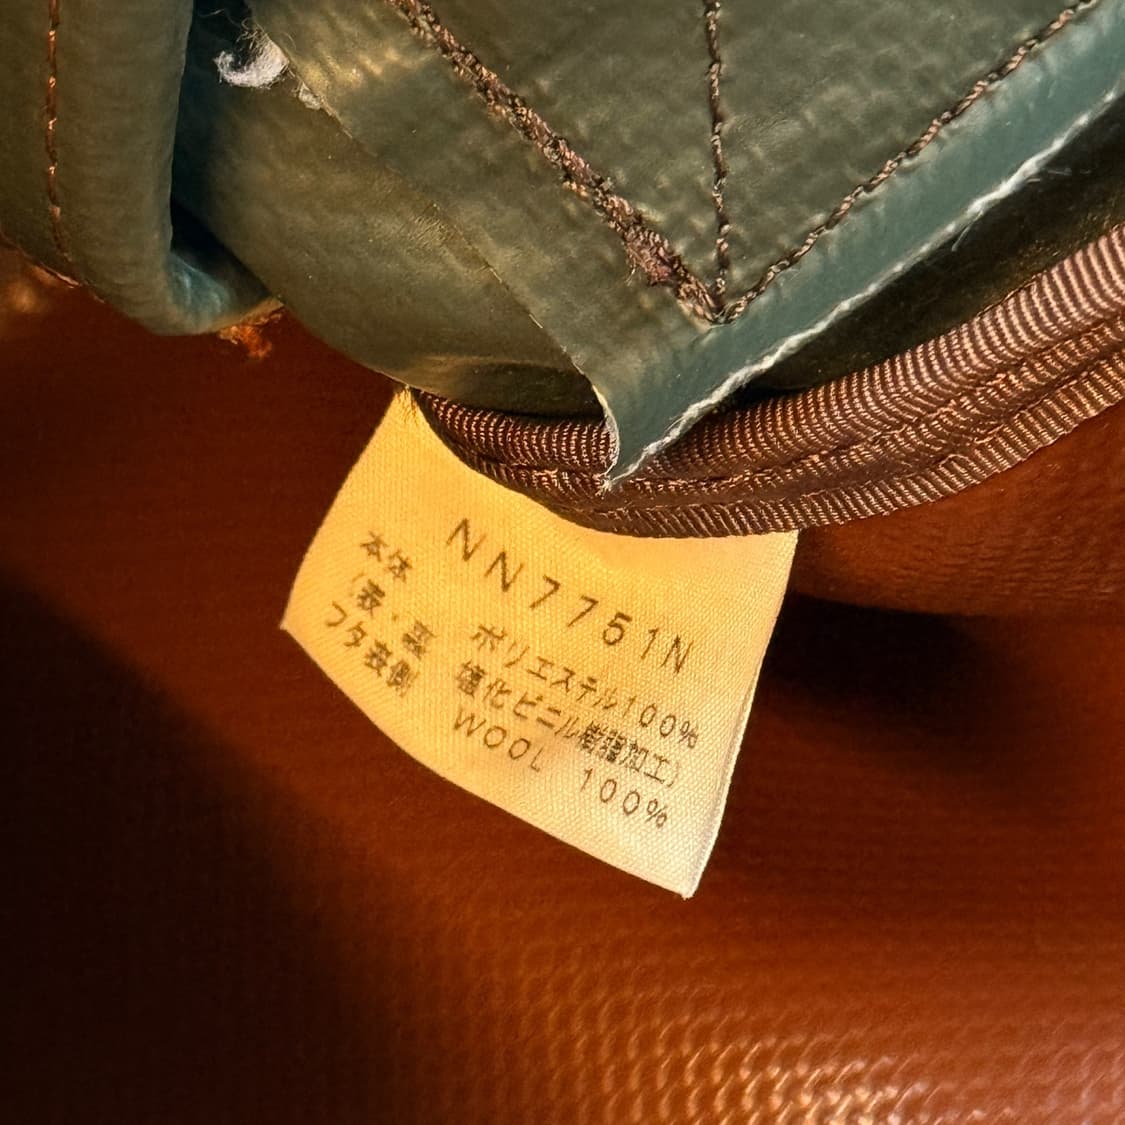 NN7751N
本体 ポリエステル100%
(表・裏 塩化ビニル樹脂加工)
フタ表側 WOOL 100%